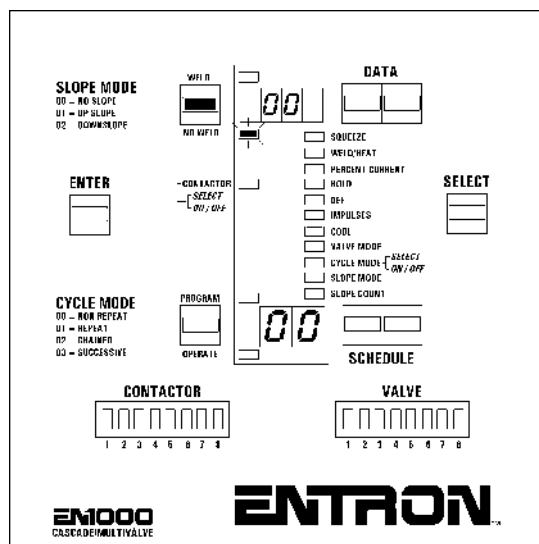 SLOPE MODE
00 – NO SLOPE
01 – UP SLOPE
02 DOWNSLOPE
WELD
NO WELD
00
DATA
SQUEEZE
WELD/HEAT
PERCENT CURRENT
HOLD
OFF
IMPULSES
COOL
VALVE MODE
CYCLE MODE
SELECT
ON / OFF
SLOPE MODE
SLOPE COUNT
ENTER
CONTACTOR
SELECT
ON / OFF
SELECT
CYCLE MODE
00 – NON REPEAT
01 – REPEAT
02 CHAINED
03 – SUCCESSIVE
PROGRAM
OPERATE
00
SCHEDULE
CONTACTOR
1 2 3 4 5 6 7 8
VALVE
1 2 3 4 5 6 7 8
EN1000
CASCADE/MULTIVALVE
ENTRON